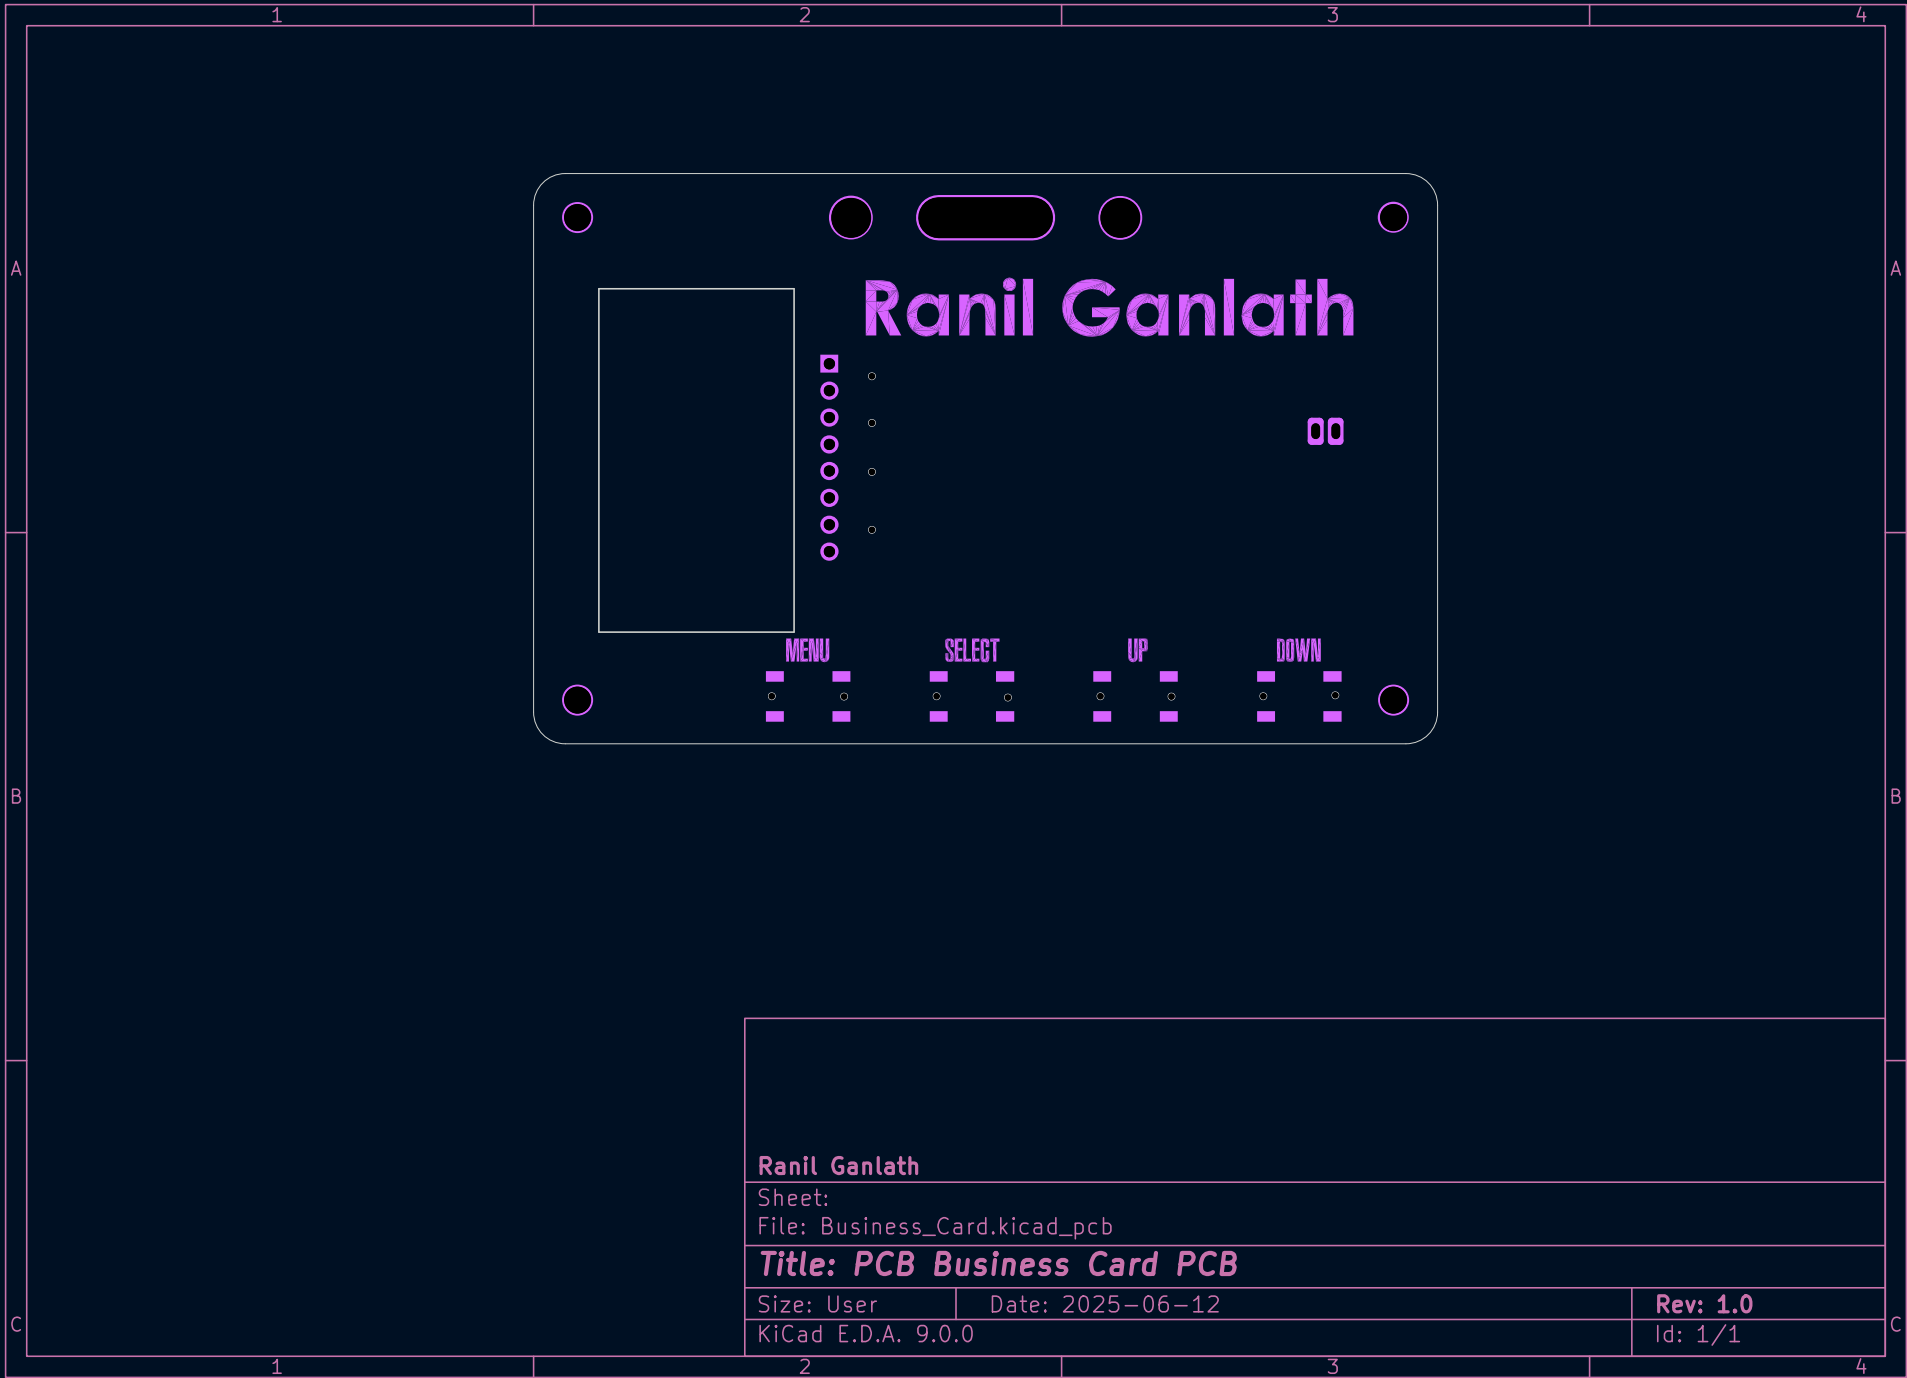 1 2 3 4
A A
Ranil Ganlath
MENU SELECT UP DOWN
B B
Ranil Ganlath
Sheet:
File: Business_Card.kicad_pcb
Title: PCB Business Card PCB
Size: User Date: 2025-06-12 Rev: 1.0
KiCad E.D.A. 9.0.0 Id: 1/1
C C
1 2 3 4